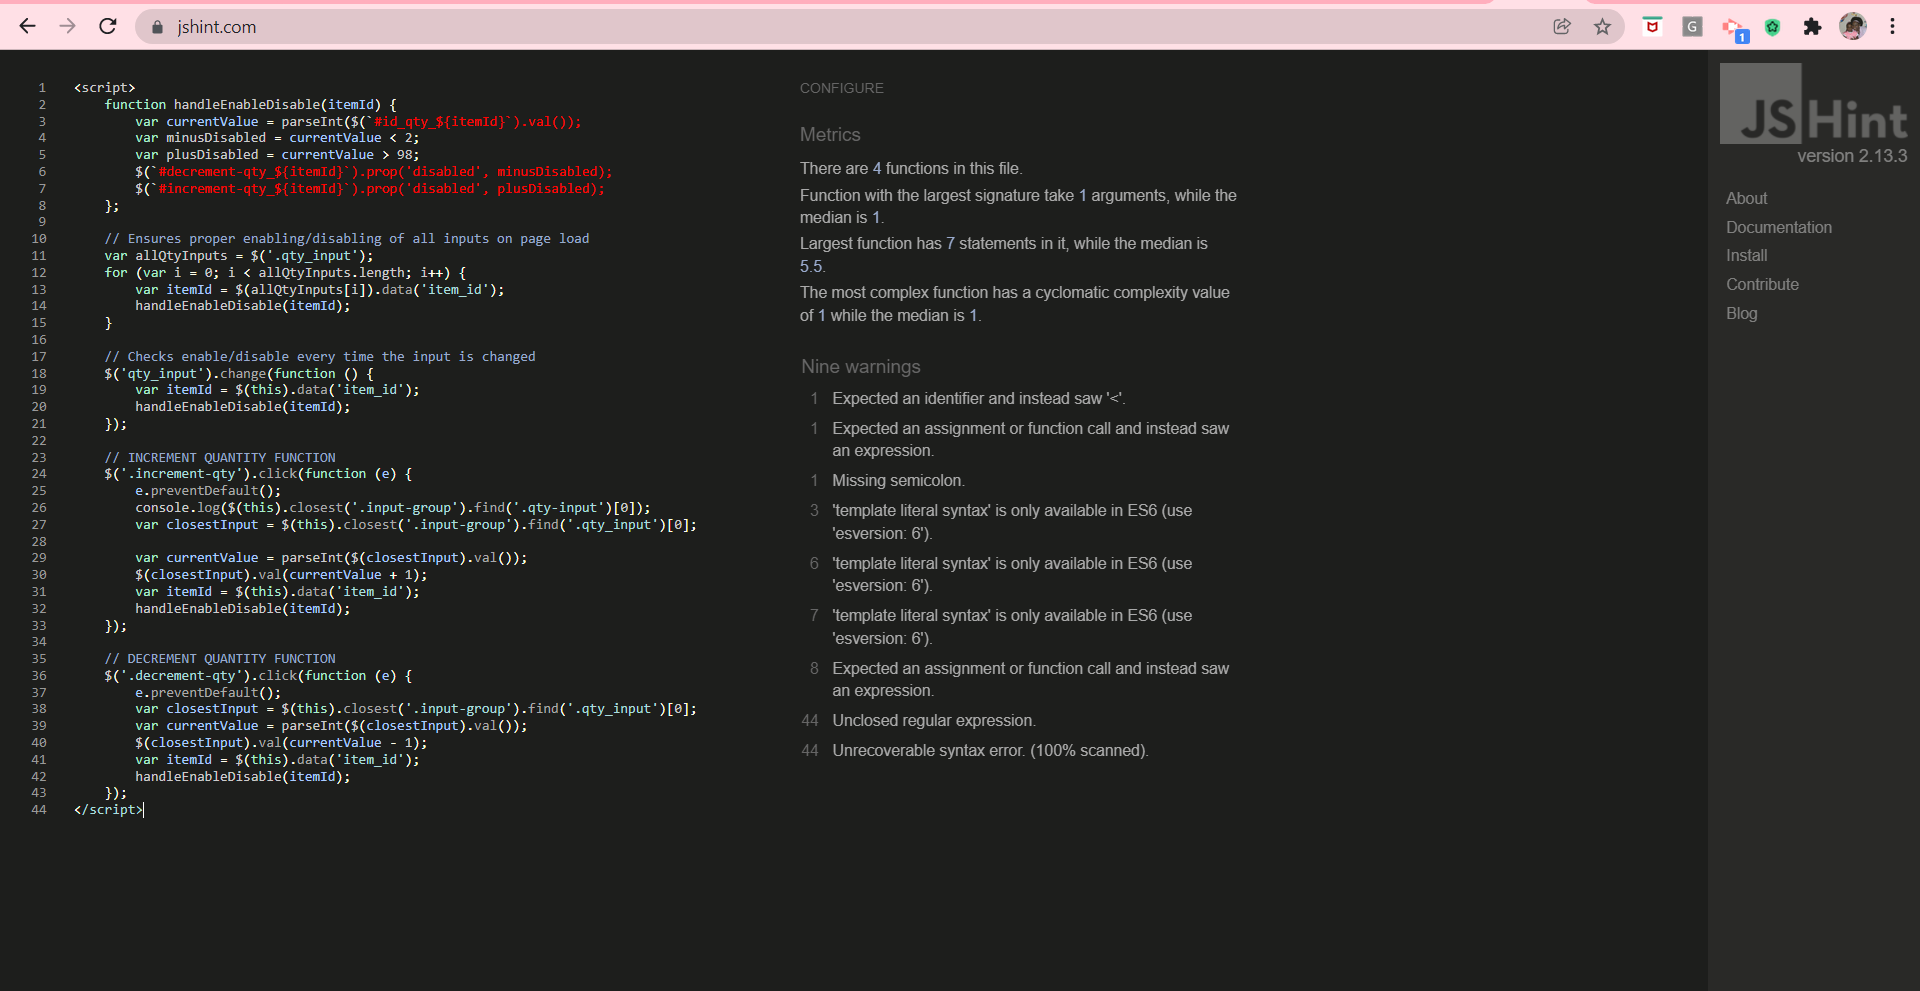 jshint.com
G
1
1 <script>
2 function handleEnableDisable(itemId) {
3 var currentValue = parseInt($(`#id_qty_${itemId}`).val());
4 var minusDisabled = currentValue < 2;
5 var plusDisabled = currentValue > 98;
6 $(`#decrement-qty_${itemId}`).prop('disabled', minusDisabled);
7 $(`#increment-qty_${itemId}`).prop('disabled', plusDisabled);
8 };
9
10 // Ensures proper enabling/disabling of all inputs on page load
11 var allQtyInputs = $('.qty_input');
12 for (var i = 0; i < allQtyInputs.length; i++) {
13 var itemId = $(allQtyInputs[i]).data('item_id');
14 handleEnableDisable(itemId);
15 }
16
17 // Checks enable/disable every time the input is changed
18 $('qty_input').change(function () {
19 var itemId = $(this).data('item_id');
20 handleEnableDisable(itemId);
21 });
22
23 // INCREMENT QUANTITY FUNCTION
24 $('.increment-qty').click(function (e) {
25 e.preventDefault();
26 console.log($(this).closest('.input-group').find('.qty-input')[0]);
27 var closestInput = $(this).closest('.input-group').find('.qty_input')[0];
28
29 var currentValue = parseInt($(closestInput).val());
30 $(closestInput).val(currentValue + 1);
31 var itemId = $(this).data('item_id');
32 handleEnableDisable(itemId);
33 });
34
35 // DECREMENT QUANTITY FUNCTION
36 $('.decrement-qty').click(function (e) {
37 e.preventDefault();
38 var closestInput = $(this).closest('.input-group').find('.qty_input')[0];
39 var currentValue = parseInt($(closestInput).val());
40 $(closestInput).val(currentValue - 1);
41 var itemId = $(this).data('item_id');
42 handleEnableDisable(itemId);
43 });
44 </script>
CONFIGURE
Metrics
There are 4 functions in this file.
Function with the largest signature take 1 arguments, while the
median is 1.
Largest function has 7 statements in it, while the median is
5.5.
The most complex function has a cyclomatic complexity value
of 1 while the median is 1.
Nine warnings
1 Expected an identifier and instead saw '<'.
1 Expected an assignment or function call and instead saw
an expression.
1 Missing semicolon.
3 'template literal syntax' is only available in ES6 (use
'esversion: 6').
6 'template literal syntax' is only available in ES6 (use
'esversion: 6').
7 'template literal syntax' is only available in ES6 (use
'esversion: 6').
8 Expected an assignment or function call and instead saw
an expression.
44 Unclosed regular expression.
44 Unrecoverable syntax error. (100% scanned).
JSHint
version 2.13.3
About
Documentation
Install
Contribute
Blog